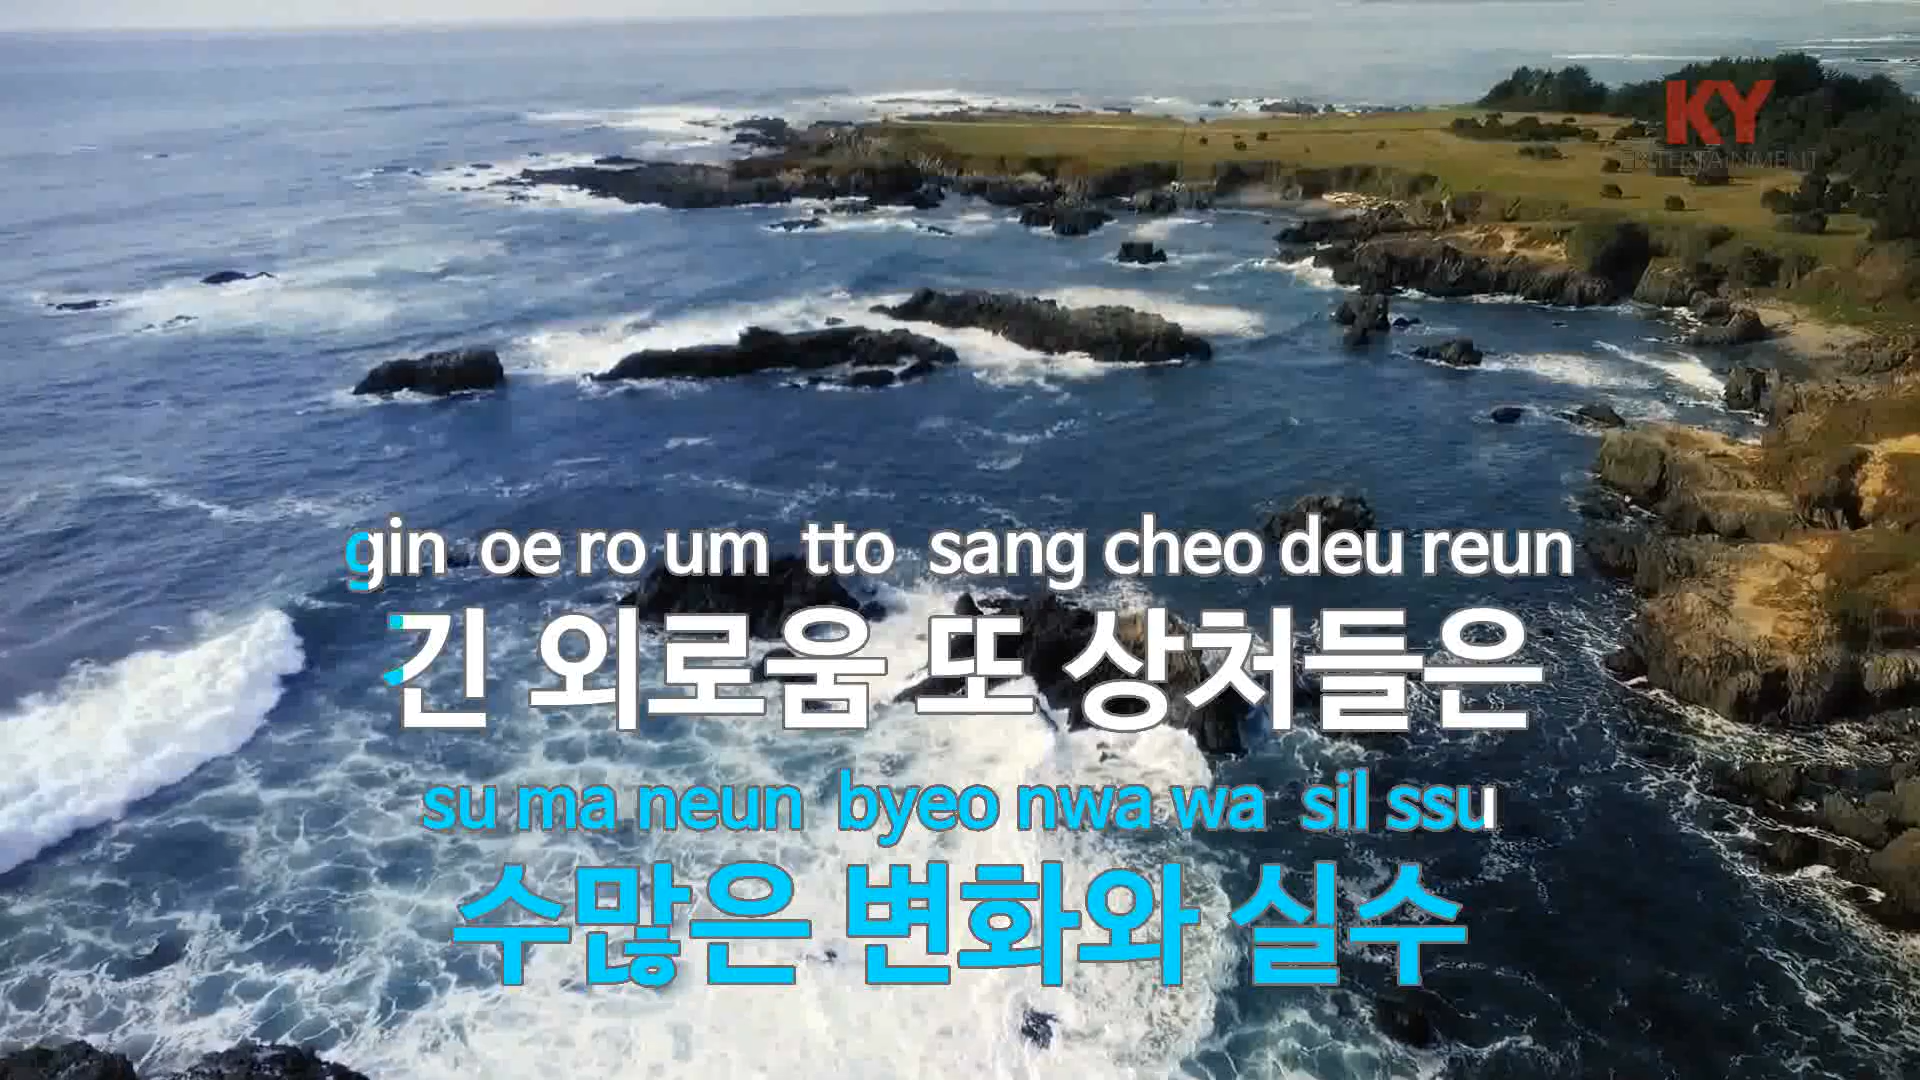 KY
ENTERTAINMENT
gin oe ro um tto sang cheo deu reun
긴 외로움 또 상처들은
su ma neun byeo nwa wa sil ssu
수많은 변화와 실수